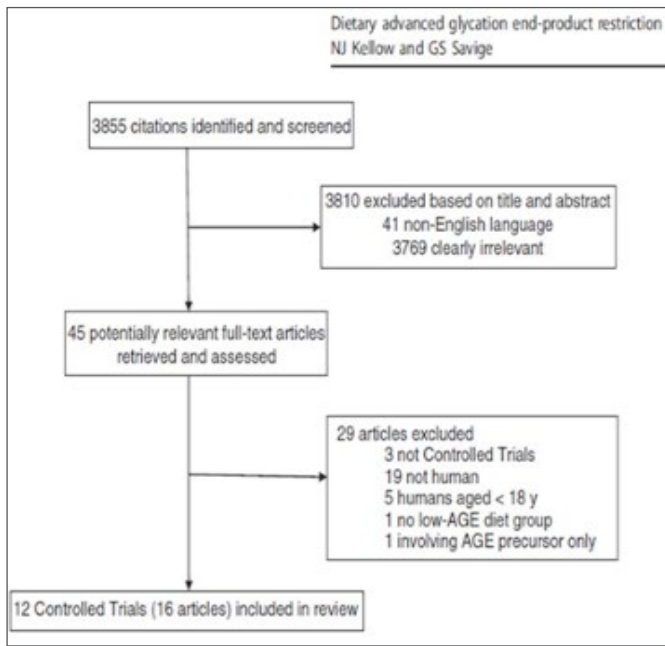 Dietary advanced glycation end-product restriction
NJ Kellow and GS Savige
3855 citations identified and screened
3810 excluded based on title and abstract
41 non-English language
3769 clearly irrelevant
45 potentially relevant full-text articles
retrieved and assessed
29 articles excluded
3 not Controlled Trials
19 not human
5 humans aged < 18 y
1 no low-AGE diet group
1 involving AGE precursor only
12 Controlled Trials (16 articles) included in review